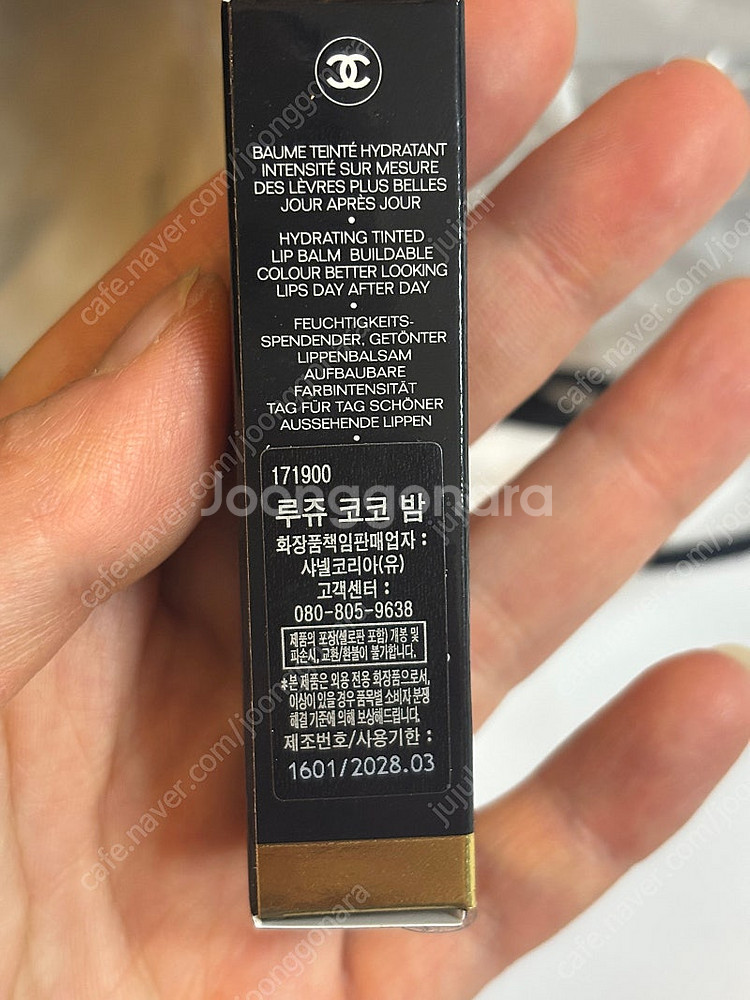 BAUME TEINTÉ HYDRATANT
INTENSITÉ SUR MESURE
DES LÈVRES PLUS BELLES
JOUR APRÈS JOUR
•
HYDRATING TINTED
LIP BALM BUILDABLE
COLOUR BETTER LOOKING
LIPS DAY AFTER DAY
•
FEUCHTIGKEITS-
SPENDENDER, GETÖNTER
LIPPENBALSAM
AUFBAUBARE
FARBINTENSITÄT
TAG FÜR TAG SCHÖNER
AUSSEHENDE LIPPEN
•
171900
Joonggonara
루쥬 코코 밤
화장품책임판매업자 :
샤넬코리아(유)
고객센터 :
080-805-9638
제품의 포장(셀로판 포함) 개봉 및
파손시, 교환/환불이 불가합니다.
*본 제품은 외용 전용 화장품으로서,
이상이 있을 경우 품목별 소비자 분쟁
해결 기준에 의해 보상해드립니다.
제조번호/사용기한 :
1601/2028.03
cafe.naver.com/joonggonara